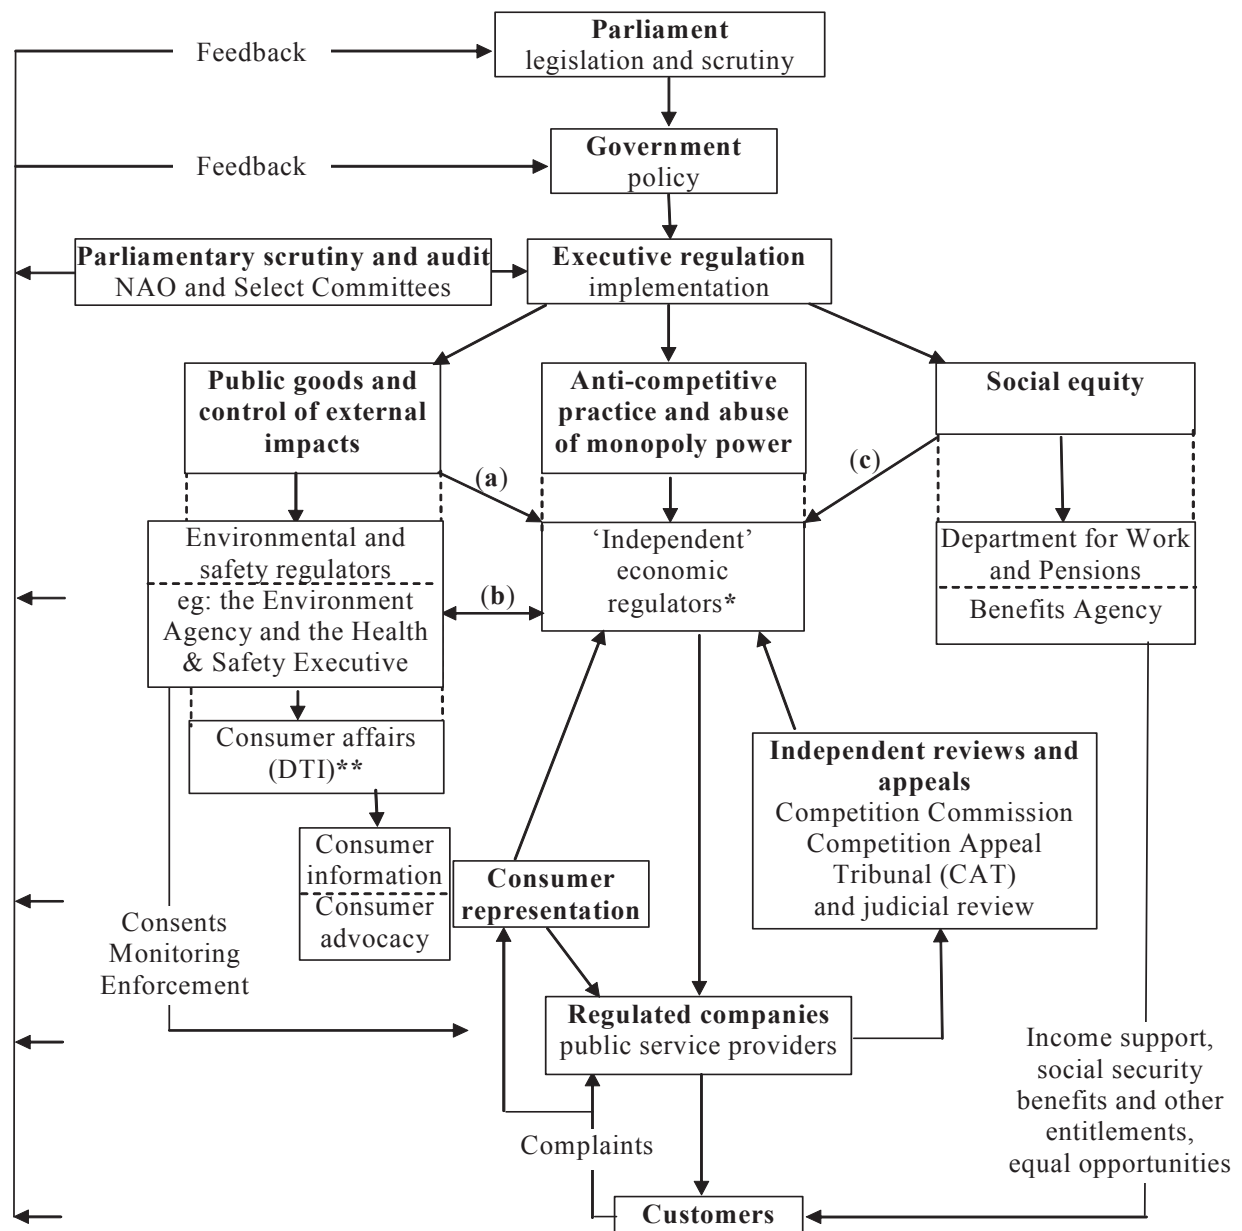 Parliament
legislation and scrutiny
Feedback
Government
policy
Feedback
Parliamentary scrutiny and audit
NAO and Select Committees
Executive regulation
implementation
Public goods and
control of external
impacts
Anti-competitive
practice and abuse
of monopoly power
Social equity
(a)
(c)
Environmental and
safety regulators
eg: the Environment
Agency and the Health
& Safety Executive
(b)
‘Independent’
economic
regulators*
Department for Work
and Pensions
Benefits Agency
Consumer affairs
(DTI)**
Independent reviews and
appeals
Competition Commission
Competition Appeal
Tribunal (CAT)
and judicial review
Consumer
information
Consumer
advocacy
Consumer
representation
Consents
Monitoring
Enforcement
Regulated companies
public service providers
Income support,
social security
benefits and other
entitlements,
equal opportunities
Complaints
Customers